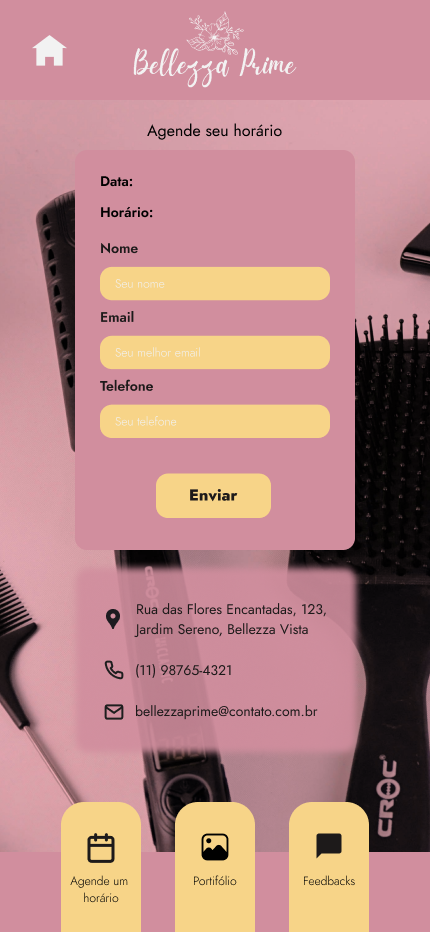 Bellezza Prime
Agende seu horário
Data:
Horário:
Nome
Seu nome
Email
Seu melhor email
Telefone
Seu telefone
Enviar
Rua das Flores Encantadas, 123,
Jardim Sereno, Bellezza Vista
(11) 98765-4321
bellezzaprime@contato.com.br
CROC
Agende um
horário
Portifólio
Feedbacks